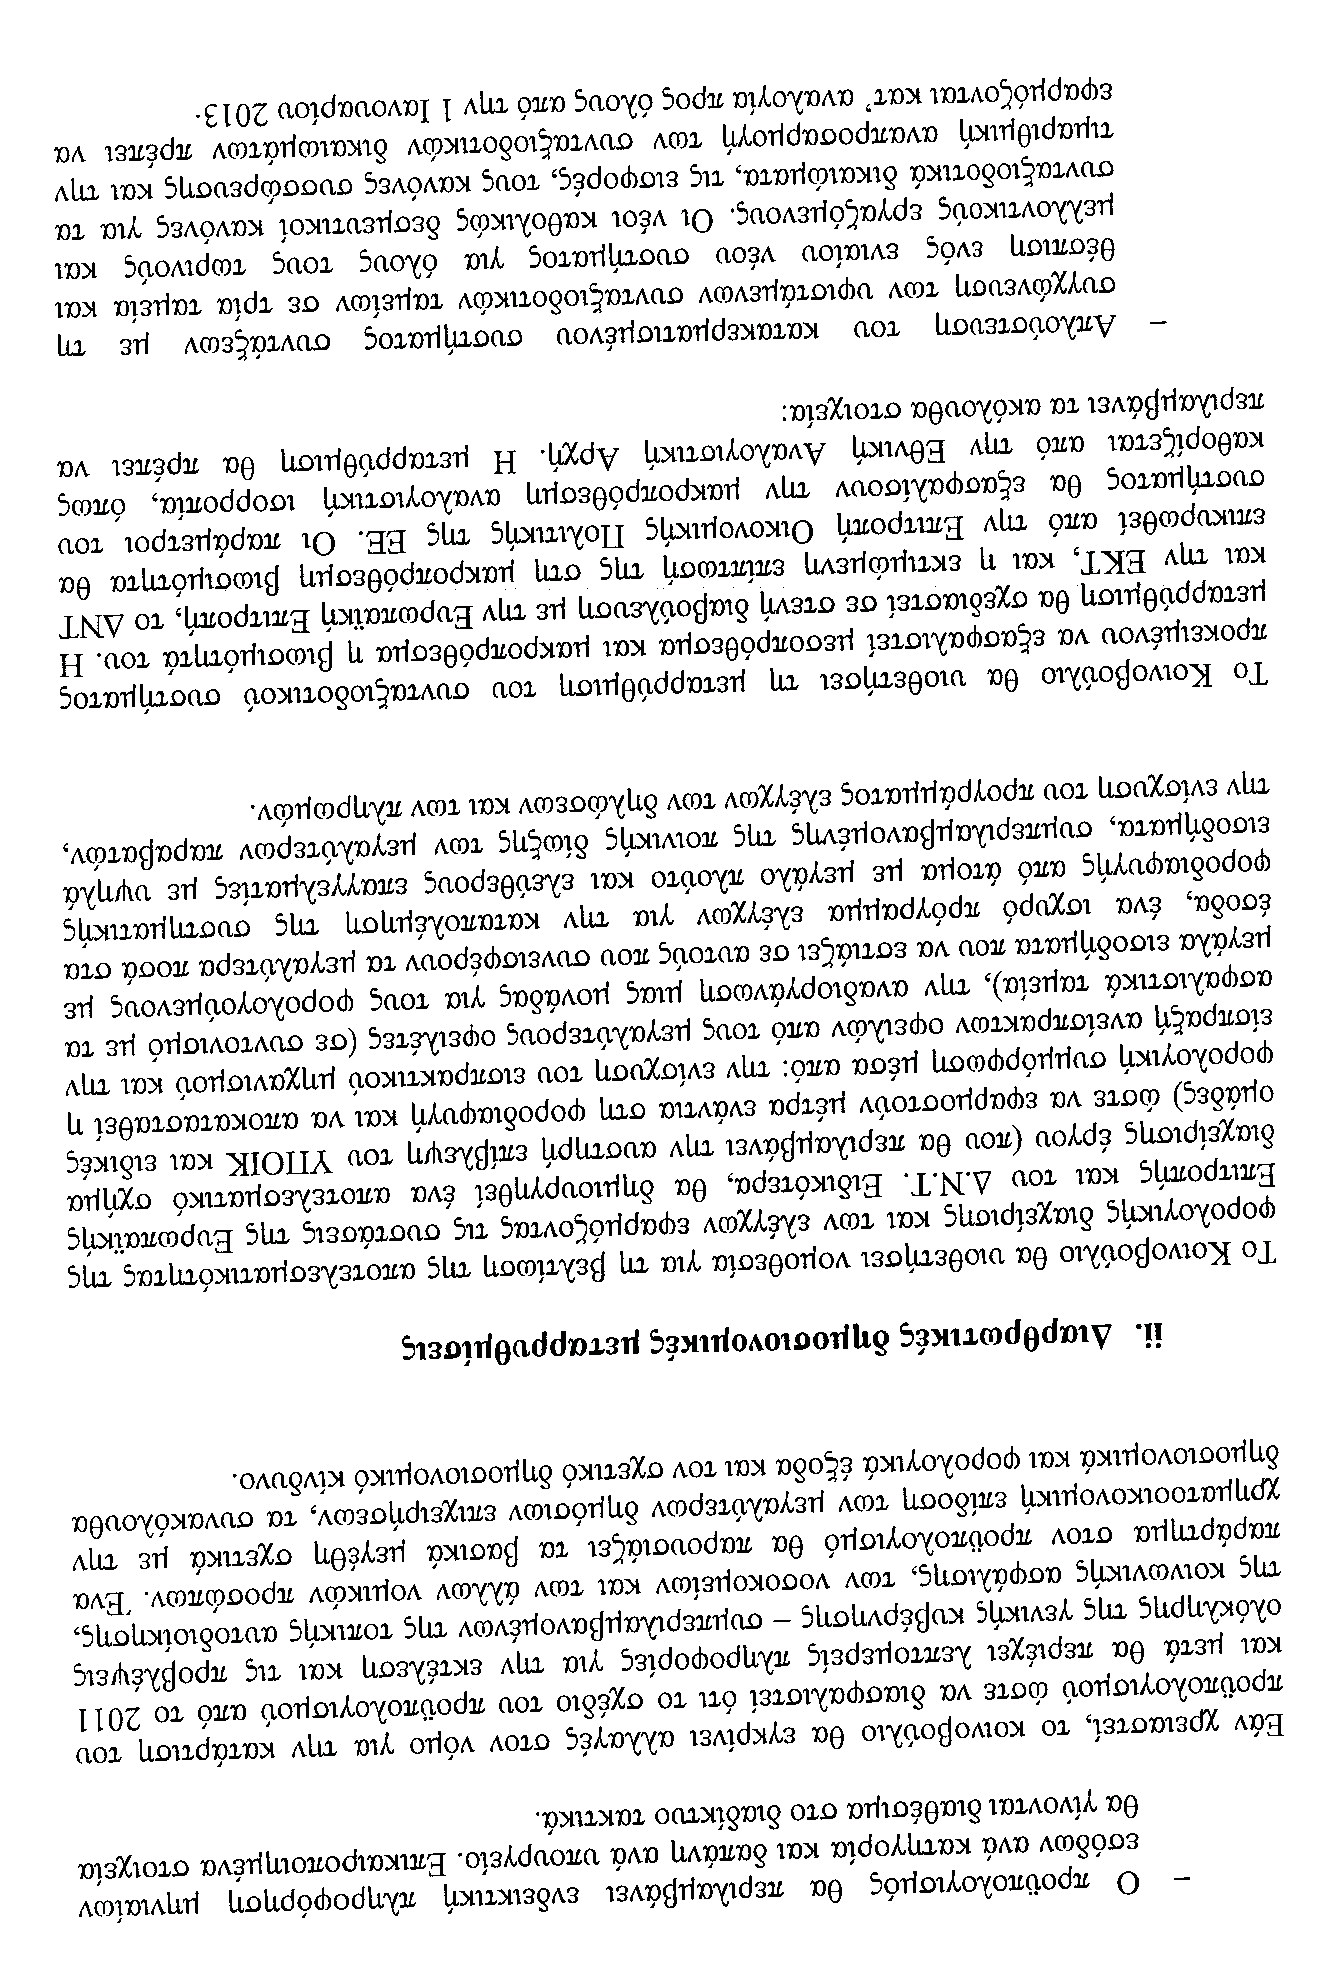 – Ο προϋπολογισμός θα περιλαμβάνει ενδεικτική πληροφόρηση μηνιαίων
εσόδων ανά κατηγορία και δαπάνη ανά υπουργείο. Επικαιροποιημένα στοιχεία
θα γίνονται διαθέσιμα στο διαδίκτυο τακτικά.
Εάν χρειαστεί, το κοινοβούλιο θα εγκρίνει αλλαγές στον νόμο για την κατάρτιση του
προϋπολογισμού ώστε να διασφαλιστεί ότι το σχέδιο του προϋπολογισμού από το 2011
και μετά θα περιέχει λεπτομερείς πληροφορίες για την εκτέλεση και τις προβλέψεις
ολόκληρης της γενικής κυβέρνησης – συμπεριλαμβανομένων της τοπικής αυτοδιοίκησης,
της κοινωνικής ασφάλισης, των νοσοκομείων και των άλλων νομικών προσώπων. Ένα
παράρτημα στον προϋπολογισμό θα παρουσιάζει τα βασικά μεγέθη σχετικά με την
χρηματοοικονομική επίδοση των μεγαλύτερων δημόσιων επιχειρήσεων, τα συνακόλουθα
δημοσιονομικά και φορολογικά έξοδα και τον σχετικό δημοσιονομικό κίνδυνο.
ii. Διαρθρωτικές δημοσιονομικές μεταρρυθμίσεις
Το Κοινοβούλιο θα υιοθετήσει νομοθεσία για τη βελτίωση της αποτελεσματικότητας της
φορολογικής διαχείρισης και των ελέγχων εφαρμόζοντας τις συστάσεις της Ευρωπαϊκής
Επιτροπής και του Δ.Ν.Τ. Ειδικότερα, θα δημιουργηθεί ένα αποτελεσματικό σχήμα
διαχείρισης έργου (που θα περιλαμβάνει την αυστηρή επίβλεψη του ΥΠΟΙΚ και ειδικές
ομάδες) ώστε να εφαρμοστούν μέτρα ενάντια στη φοροδιαφυγή και να αποκατασταθεί η
φορολογική συμμόρφωση μέσα από: την ενίσχυση του εισπρακτικού μηχανισμού και την
είσπραξη ανείσπρακτων οφειλών από τους μεγαλύτερους οφειλέτες (σε συντονισμό με τα
ασφαλιστικά ταμεία), την αναδιοργάνωση μιας μονάδας για τους φορολογούμενους με
μεγάλα εισοδήματα που να εστιάζει σε αυτούς που συνεισφέρουν τα μεγαλύτερα ποσά στα
έσοδα, ένα ισχυρό πρόγραμμα ελέγχων για την καταπολέμηση της συστηματικής
φοροδιαφυγής από άτομα με μεγάλο πλούτο και ελεύθερους επαγγελματίες με υψηλά
εισοδήματα, συμπεριλαμβανομένης της ποινικής δίωξης των μεγαλύτερων παραβατών,
την ενίσχυση του προγράμματος ελέγχων των δηλώσεων και των πληρωμών.
Το Κοινοβούλιο θα υιοθετήσει τη μεταρρύθμιση του συνταξιοδοτικού συστήματος
προκειμένου να εξασφαλιστεί μεσοπρόθεσμα και μακροπρόθεσμα η βιωσιμότητά του. Η
μεταρρύθμιση θα σχεδιαστεί σε στενή διαβούλευση με την Ευρωπαϊκή Επιτροπή, το ΔΝΤ
και την ΕΚΤ, και η εκτιμώμενη επίπτωσή της στη μακροπρόθεσμη βιωσιμότητα θα
επικυρωθεί από την Επιτροπή Οικονομικής Πολιτικής της ΕΕ. Οι παράμετροι του
συστήματος θα εξασφαλίσουν την μακροπρόθεσμη αναλογιστική ισορροπία, όπως
καθορίζεται από την Εθνική Αναλογιστική Αρχή. Η μεταρρύθμιση θα πρέπει να
περιλαμβάνει τα ακόλουθα στοιχεία:
– Απλούστευση του κατακερματισμένου συστήματος συντάξεων με τη
συγχώνευση των υφιστάμενων συνταξιοδοτικών ταμείων σε τρία ταμεία και
θέσπιση ενός ενιαίου νέου συστήματος για όλους τους τωρινούς και
μελλοντικούς εργαζόμενους. Οι νέοι καθολικώς δεσμευτικοί κανόνες για τα
συνταξιοδοτικά δικαιώματα, τις εισφορές, τους κανόνες συσσώρευσης και την
τιμαριθμική αναπροσαρμογή των συνταξιοδοτικών δικαιωμάτων πρέπει να
εφαρμόζονται κατ’ αναλογία προς όλους από την 1 Ιανουαρίου 2013.